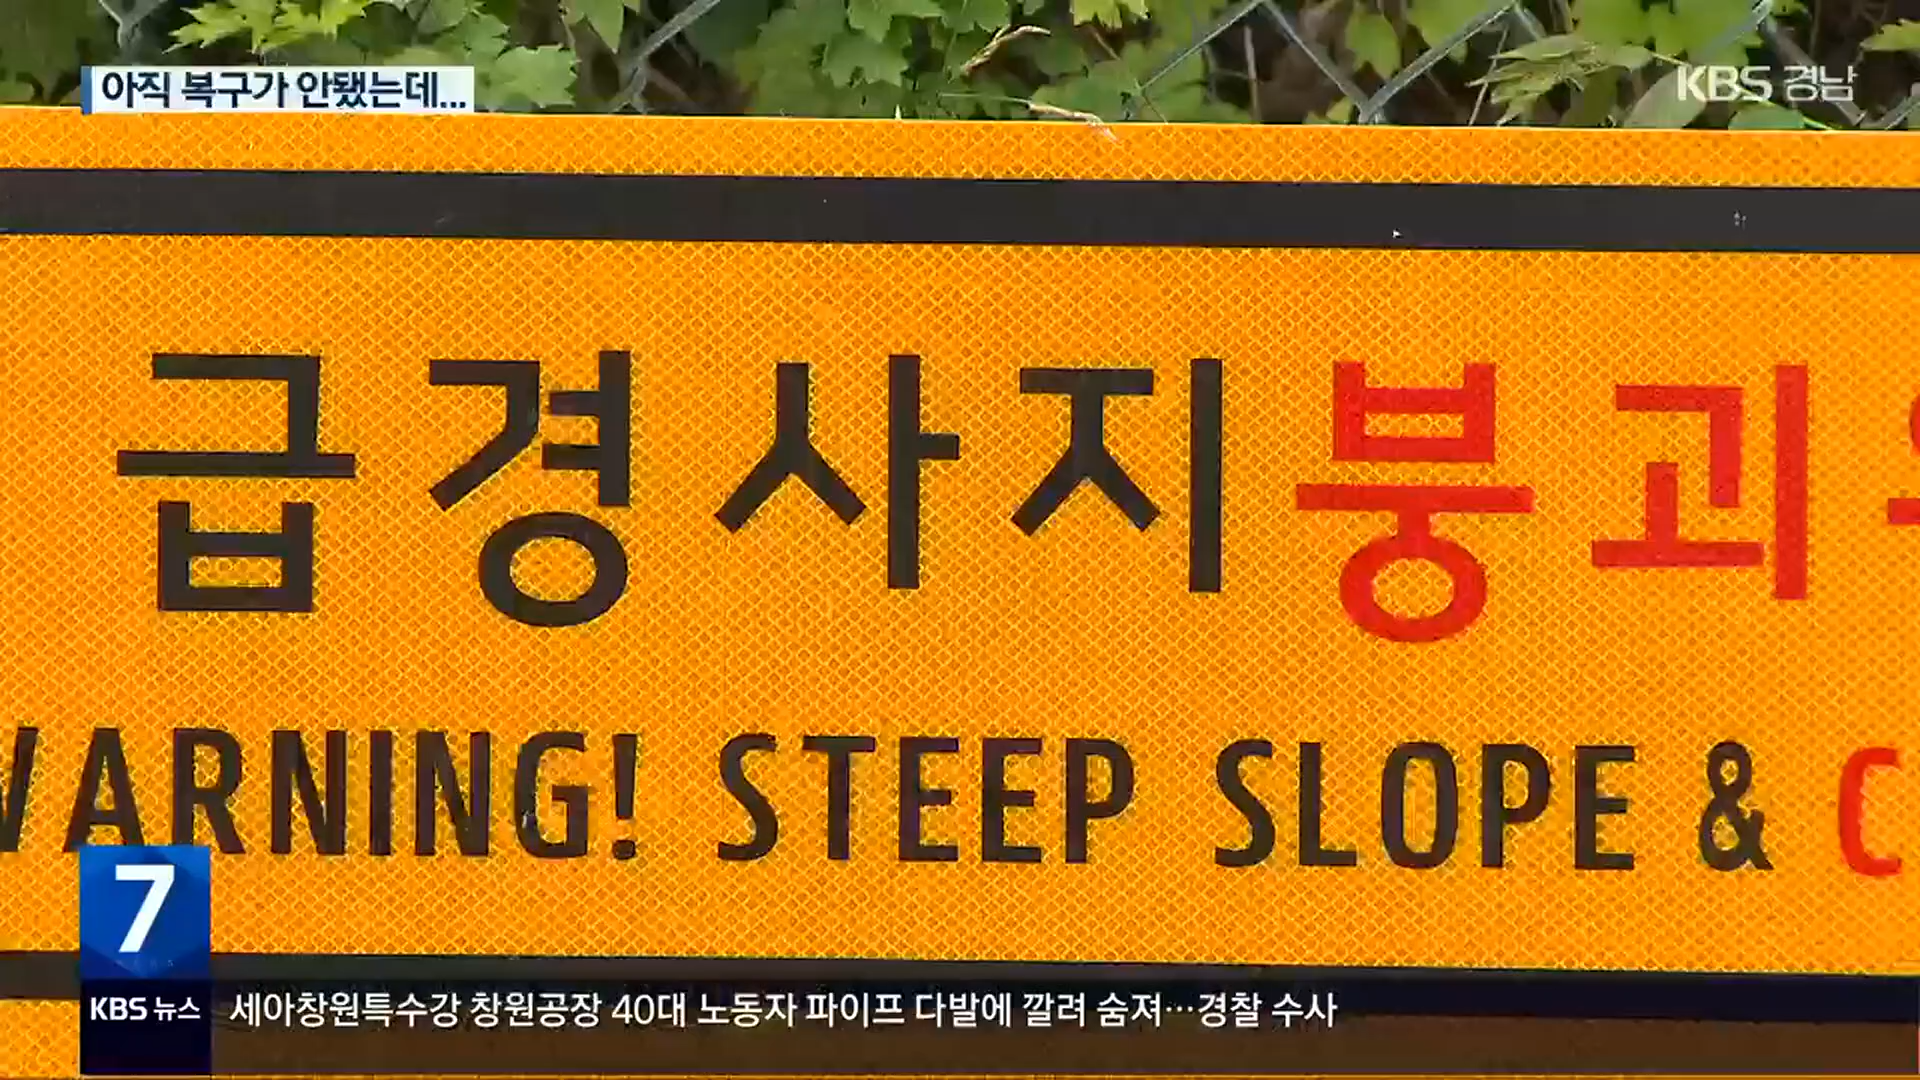 아직 복구가 안됐는데...
KBS 경남
급경사지붕괴
WARNING! STEEP SLOPE &
7
KBS 뉴스
세아창원특수강 창원공장 40대 노동자 파이프 다발에 깔려 숨져…경찰 수사